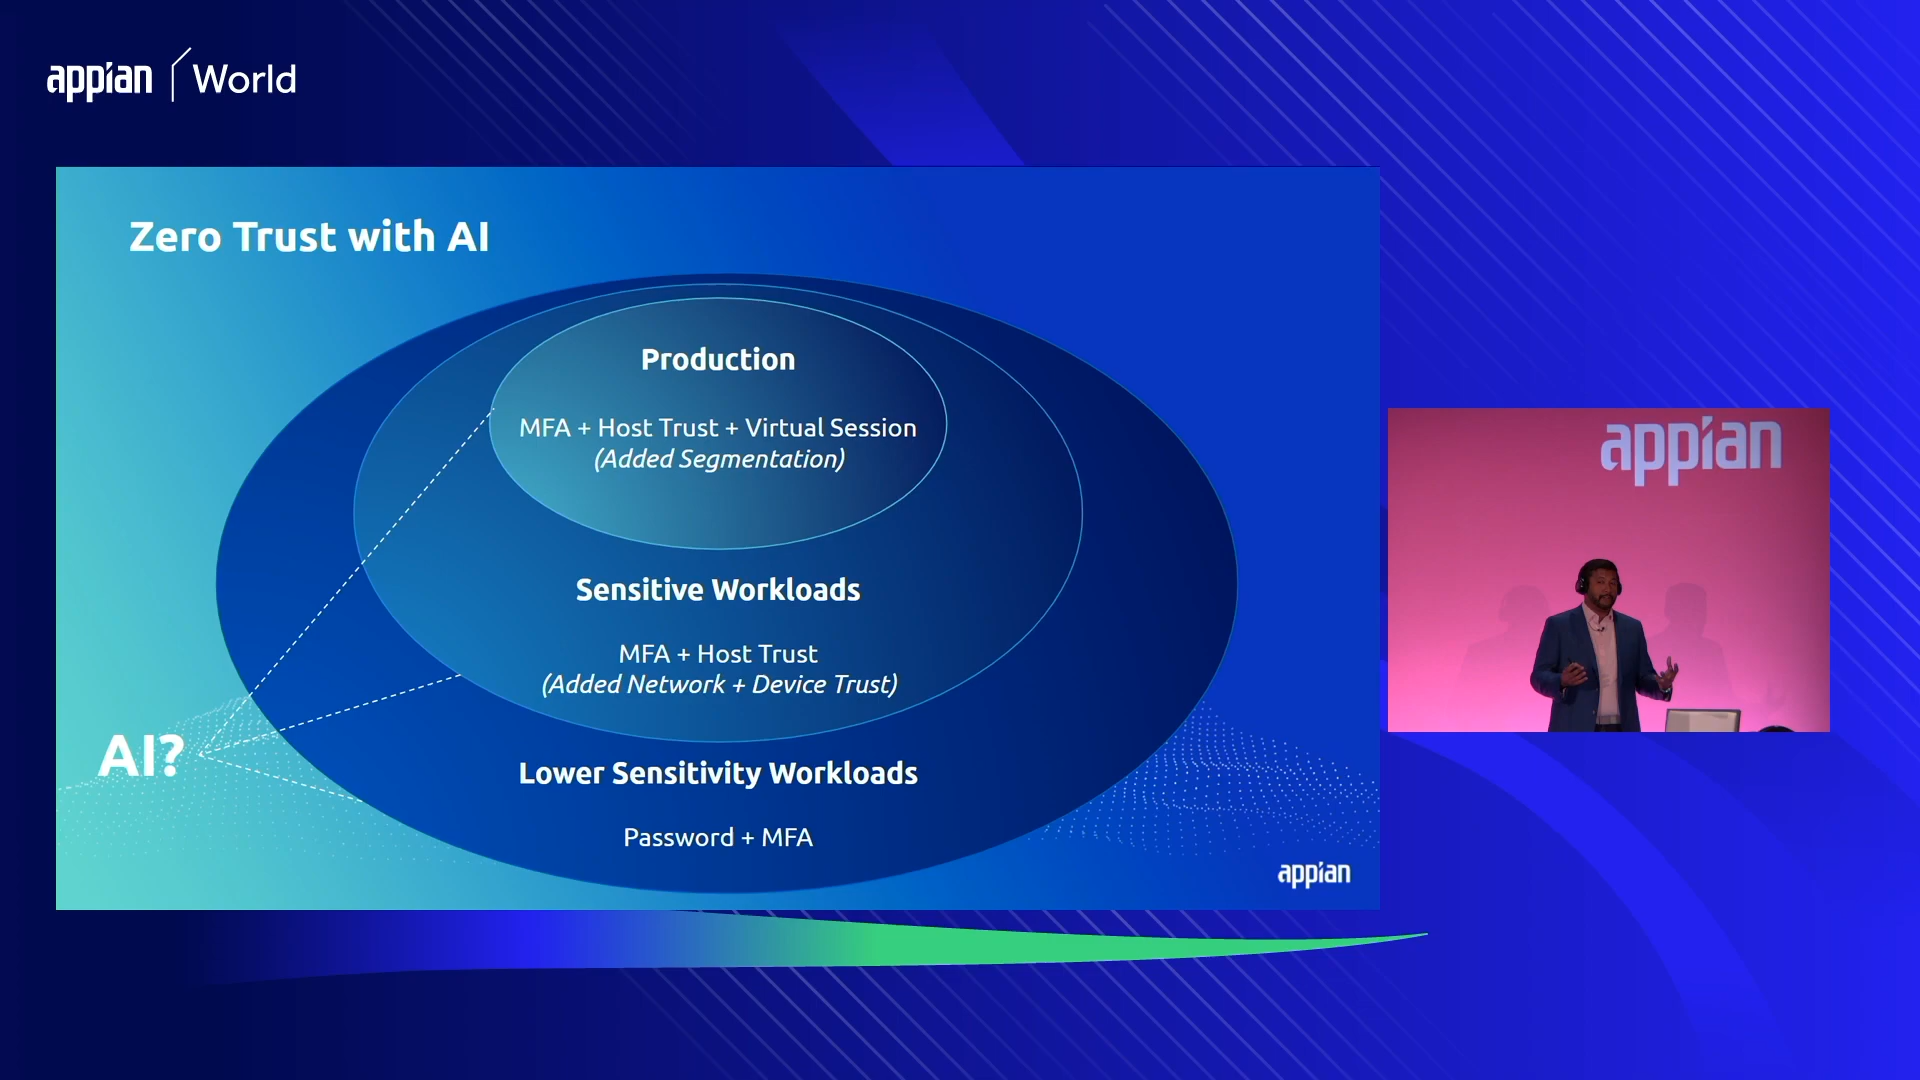 appian World
Zero Trust with AI
Production
MFA + Host Trust + Virtual Session
(Added Segmentation)
Sensitive Workloads
MFA + Host Trust
(Added Network + Device Trust)
AI?
Lower Sensitivity Workloads
Password + MFA
appian
appian